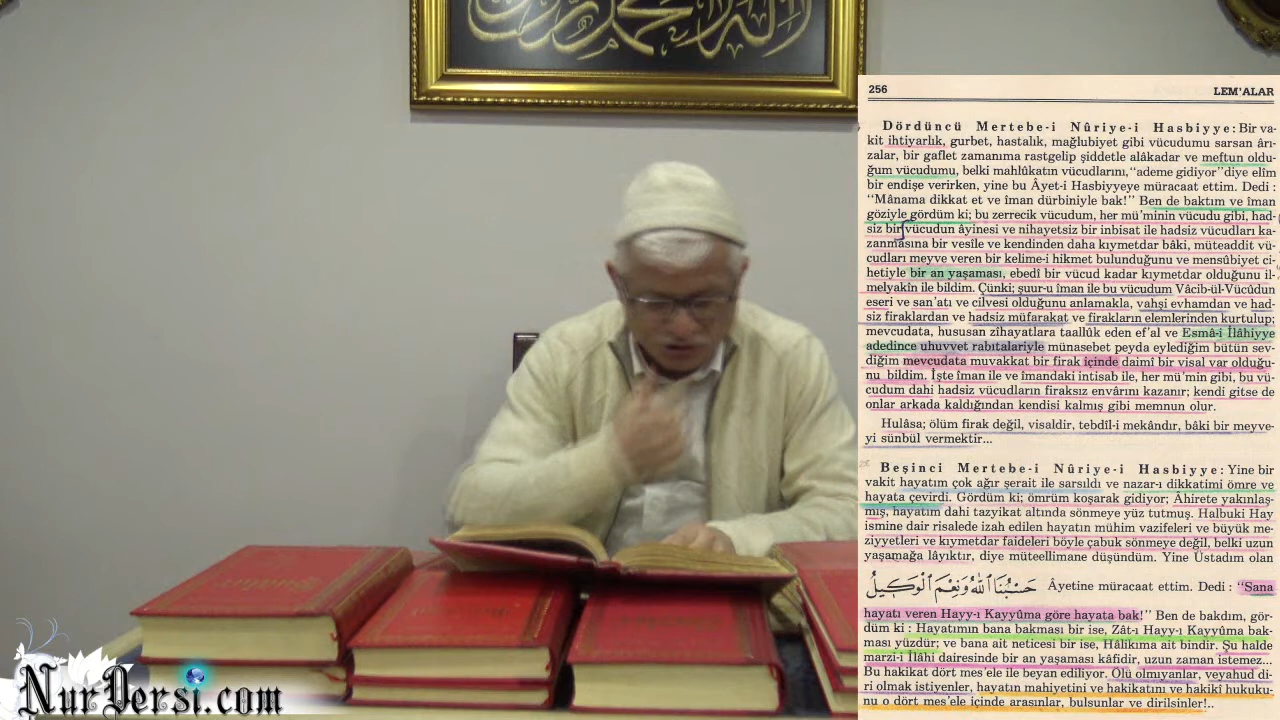 256 LEM'ALAR
Dördüncü Mertebe-i Nûriye-i Hasbiyye: Bir va-
kit ihtiyarlık, gurbet, hastalık, mağlubiyet gibi vücudumu sarsan ârı-
zalar, bir gaflet zamanıma rastgelip şiddetle alâkadar ve meftun oldu-
ğum vücudumu, belki mahlûkatın vücudlarını, "ademe gidiyor" diye elîm
bir endişe verirken, yine bu Âyet-i Hasbiyyeye müracaat ettim. Dedi :
"Mânama dikkat et ve îman dürbiniyle bak!" Ben de baktım ve îman
göziyle gördüm ki; bu zerrecik vücudum, her mü'minin vücudu gibi, had-
siz bir vücudun âyinesi ve nihayetsiz bir inbisat ile hadsiz vücudları ka-
zanmasına bir vesîle ve kendinden daha kıymetdar bâki, müteaddit vü-
cudları meyve veren bir kelime-i hikmet bulunduğunu ve mensûbiyet ci-
hetiyle bir an yaşaması, ebedî bir vücud kadar kıymetdar olduğunu il-
melyakîn ile bildim. Çünki; şuur-u îman ile bu vücudum Vâcib-ül-Vücûdun
eseri ve san'atı ve cilvesi olduğunu anlamakla, vahşi evhamdan ve had-
siz firaklardan ve hadsiz müfarakat ve firakların elemlerinden kurtulup;
mevcudata, hususan zihayatlara taallûk eden ef'al ve Esmâ-i İlâhiyye
adedince uhuvvet rabıtalariyle münasebet peyda eylediğim bütün sev-
diğim mevcudata muvakkat bir firak içinde daimî bir visal var olduğu-
nu bildim. İşte îman ile ve îmandaki intisab ile, her mü'min gibi, bu vü-
cudum dahi hadsiz vücudların firaksız envârını kazanır; kendi gitse de
onlar arkada kaldığından kendisi kalmış gibi memnun olur.
Hulâsa; ölüm firak değil, visaldir, tebdîl-i mekândır, bâki bir meyve-
yi sünbül vermektir...
Beşinci Mertebe-i Nûriye-i Hasbiyye: Yine bir
vakit hayatım çok ağır şerait ile sarsıldı ve nazar-ı dikkatimi ömre ve
hayata çevirdi. Gördüm ki; ömrüm koşarak gidiyor; Âhirete yakınlaş-
mış, hayatım dahi tazyikat altında sönmeye yüz tutmuş. Halbuki Hay
ismine dair risalede izah edilen hayatın mühim vazifeleri ve büyük me-
ziyyetleri ve kıymetdar faideleri böyle çabuk sönmeye değil, belki uzun
yaşamağa lâyıktır, diye müteellimane düşündüm. Yine Üstadım olan
حَسْبُنَا اللّٰهُ وَنِعْمَ الْوَكِيلُ Âyetine müracaat ettim. Dedi : "Sana
hayatı veren Hayy-ı Kayyûma göre hayata bak!" Ben de bakdım, gör-
düm ki : Hayatımın bana bakması bir ise, Zât-ı Hayy-ı Kayyûma bak-
ması yüzdür; ve bana ait neticesi bir ise, Hâlikıma ait bindir. Şu halde
marzi-i İlâhî dairesinde bir an yaşaması kâfidir, uzun zaman istemez...
Bu hakikat dört mes'ele ile beyan ediliyor. Ölü olmıyanlar, veyahud di-
ri olmak istiyenler, hayatın mahiyetini ve hakikatını ve hakikî hukuku-
nu o dört mes'ele içinde arasınlar, bulsunlar ve dirilsinler!..
NurDersi.com